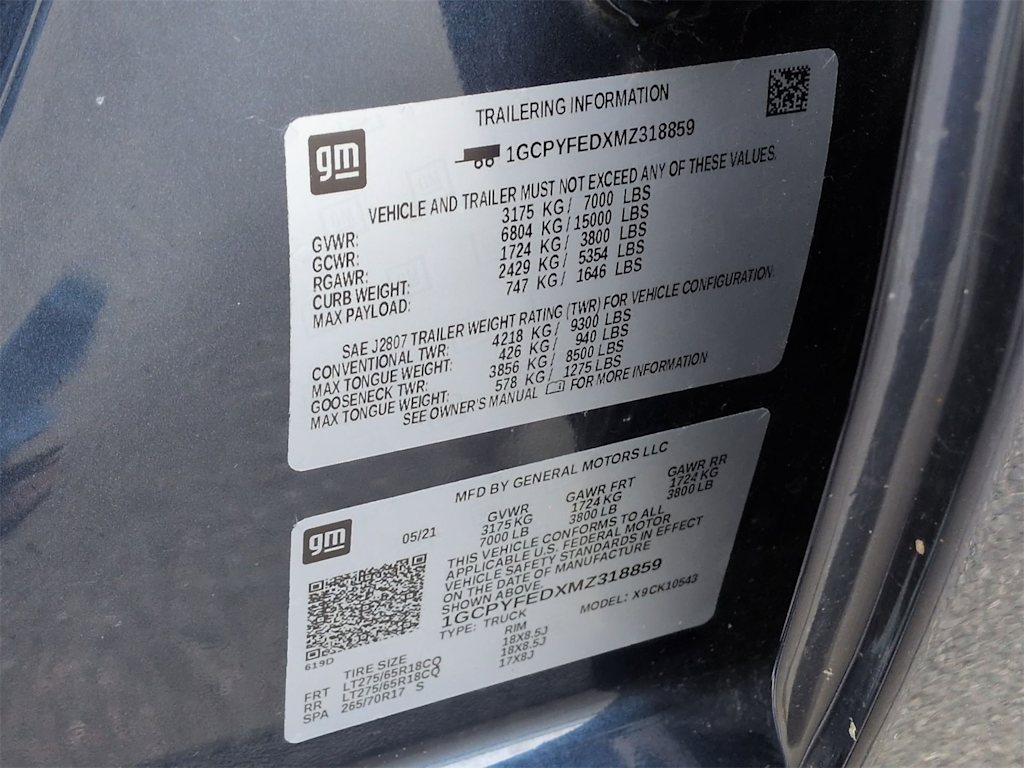 TRAILERING INFORMATION
gm
1GCPYFEDXMZ318859
VEHICLE AND TRAILER MUST NOT EXCEED ANY OF THESE VALUES.
GVWR: 3175 KG / 7000 LBS
GCWR: 6804 KG / 15000 LBS
RGAWR: 1724 KG / 3800 LBS
CURB WEIGHT: 2429 KG / 5354 LBS
MAX PAYLOAD: 747 KG / 1646 LBS
SAE J2807 TRAILER WEIGHT RATING (TWR) FOR VEHICLE CONFIGURATION.
CONVENTIONAL TWR: 4218 KG / 9300 LBS
MAX TONGUE WEIGHT: 426 KG / 940 LBS
GOOSENECK TWR: 3856 KG / 8500 LBS
MAX TONGUE WEIGHT: 578 KG / 1275 LBS
SEE OWNER'S MANUAL FOR MORE INFORMATION
gm
MFD BY GENERAL MOTORS LLC
05/21
GVWR GAWR FRT GAWR RR
3175 KG 1724 KG 1724 KG
7000 LB 3800 LB 3800 LB
THIS VEHICLE CONFORMS TO ALL
APPLICABLE U.S. FEDERAL MOTOR
VEHICLE SAFETY STANDARDS IN EFFECT
ON THE DATE OF MANUFACTURE
SHOWN ABOVE.
1GCPYFEDXMZ318859
TYPE: TRUCK MODEL: X9CK10543
619D
TIRE SIZE RIM
FRT LT275/65R18CQ 18X8.5J
RR LT275/65R18CQ 18X8.5J
SPA 265/70R17 S 17X8J